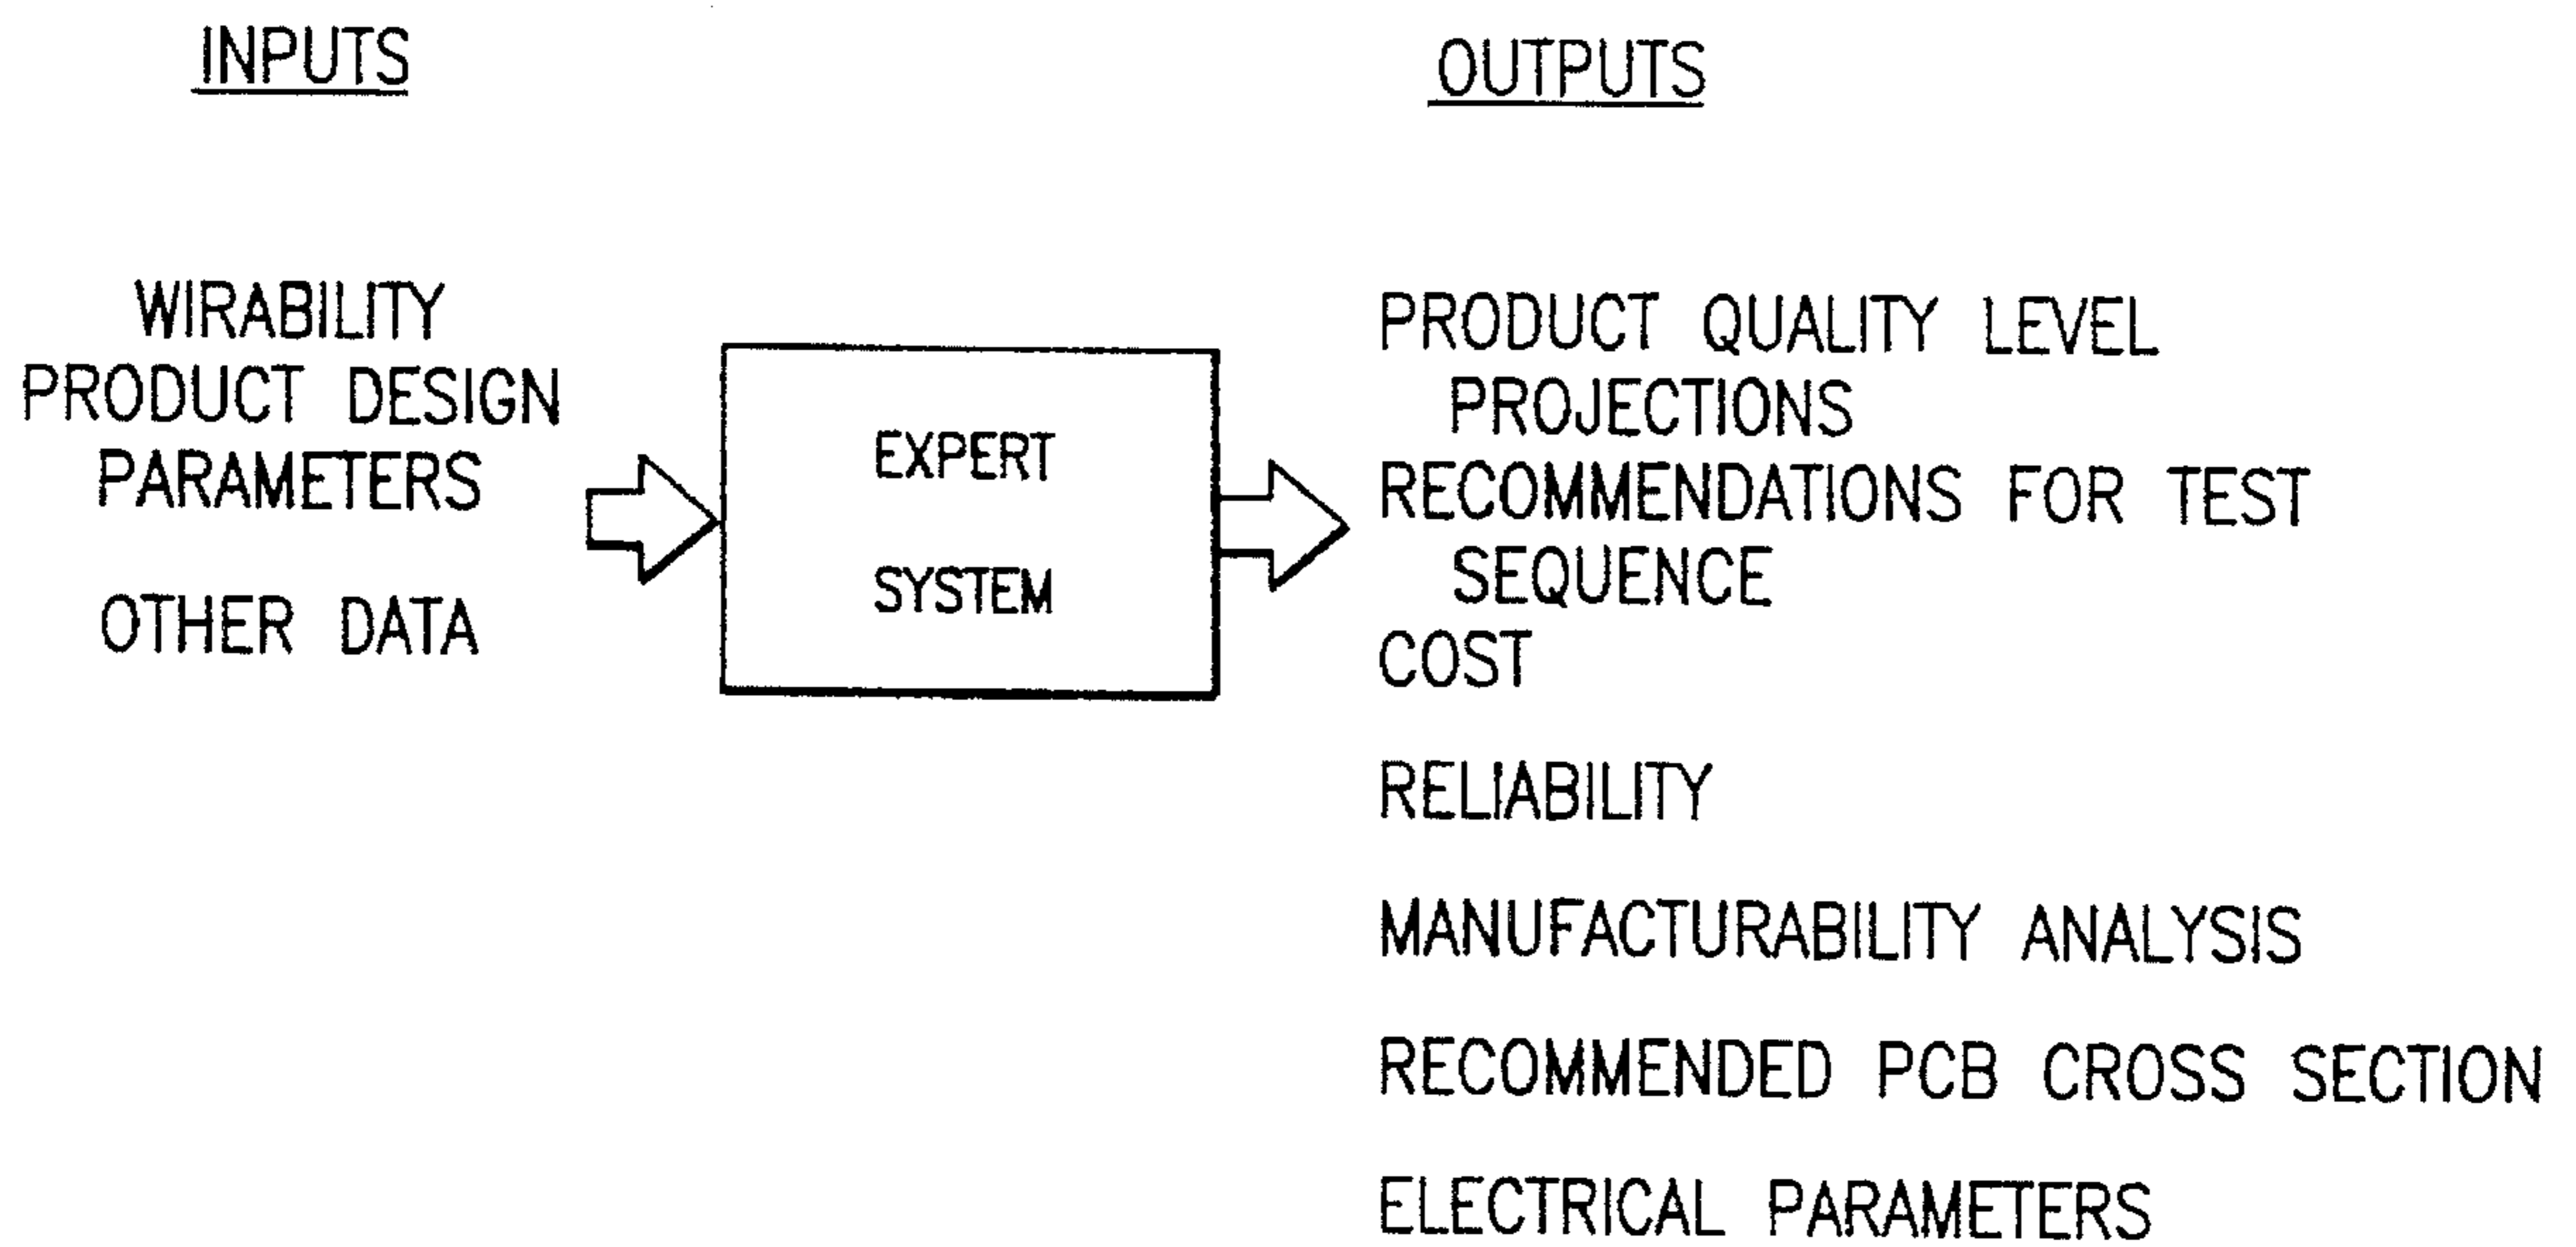 INPUTS
WIRABILITY
PRODUCT DESIGN
PARAMETERS
OTHER DATA
EXPERT
SYSTEM
OUTPUTS
PRODUCT QUALITY LEVEL
PROJECTIONS
RECOMMENDATIONS FOR TEST
SEQUENCE
COST
RELIABILITY
MANUFACTURABILITY ANALYSIS
RECOMMENDED PCB CROSS SECTION
ELECTRICAL PARAMETERS